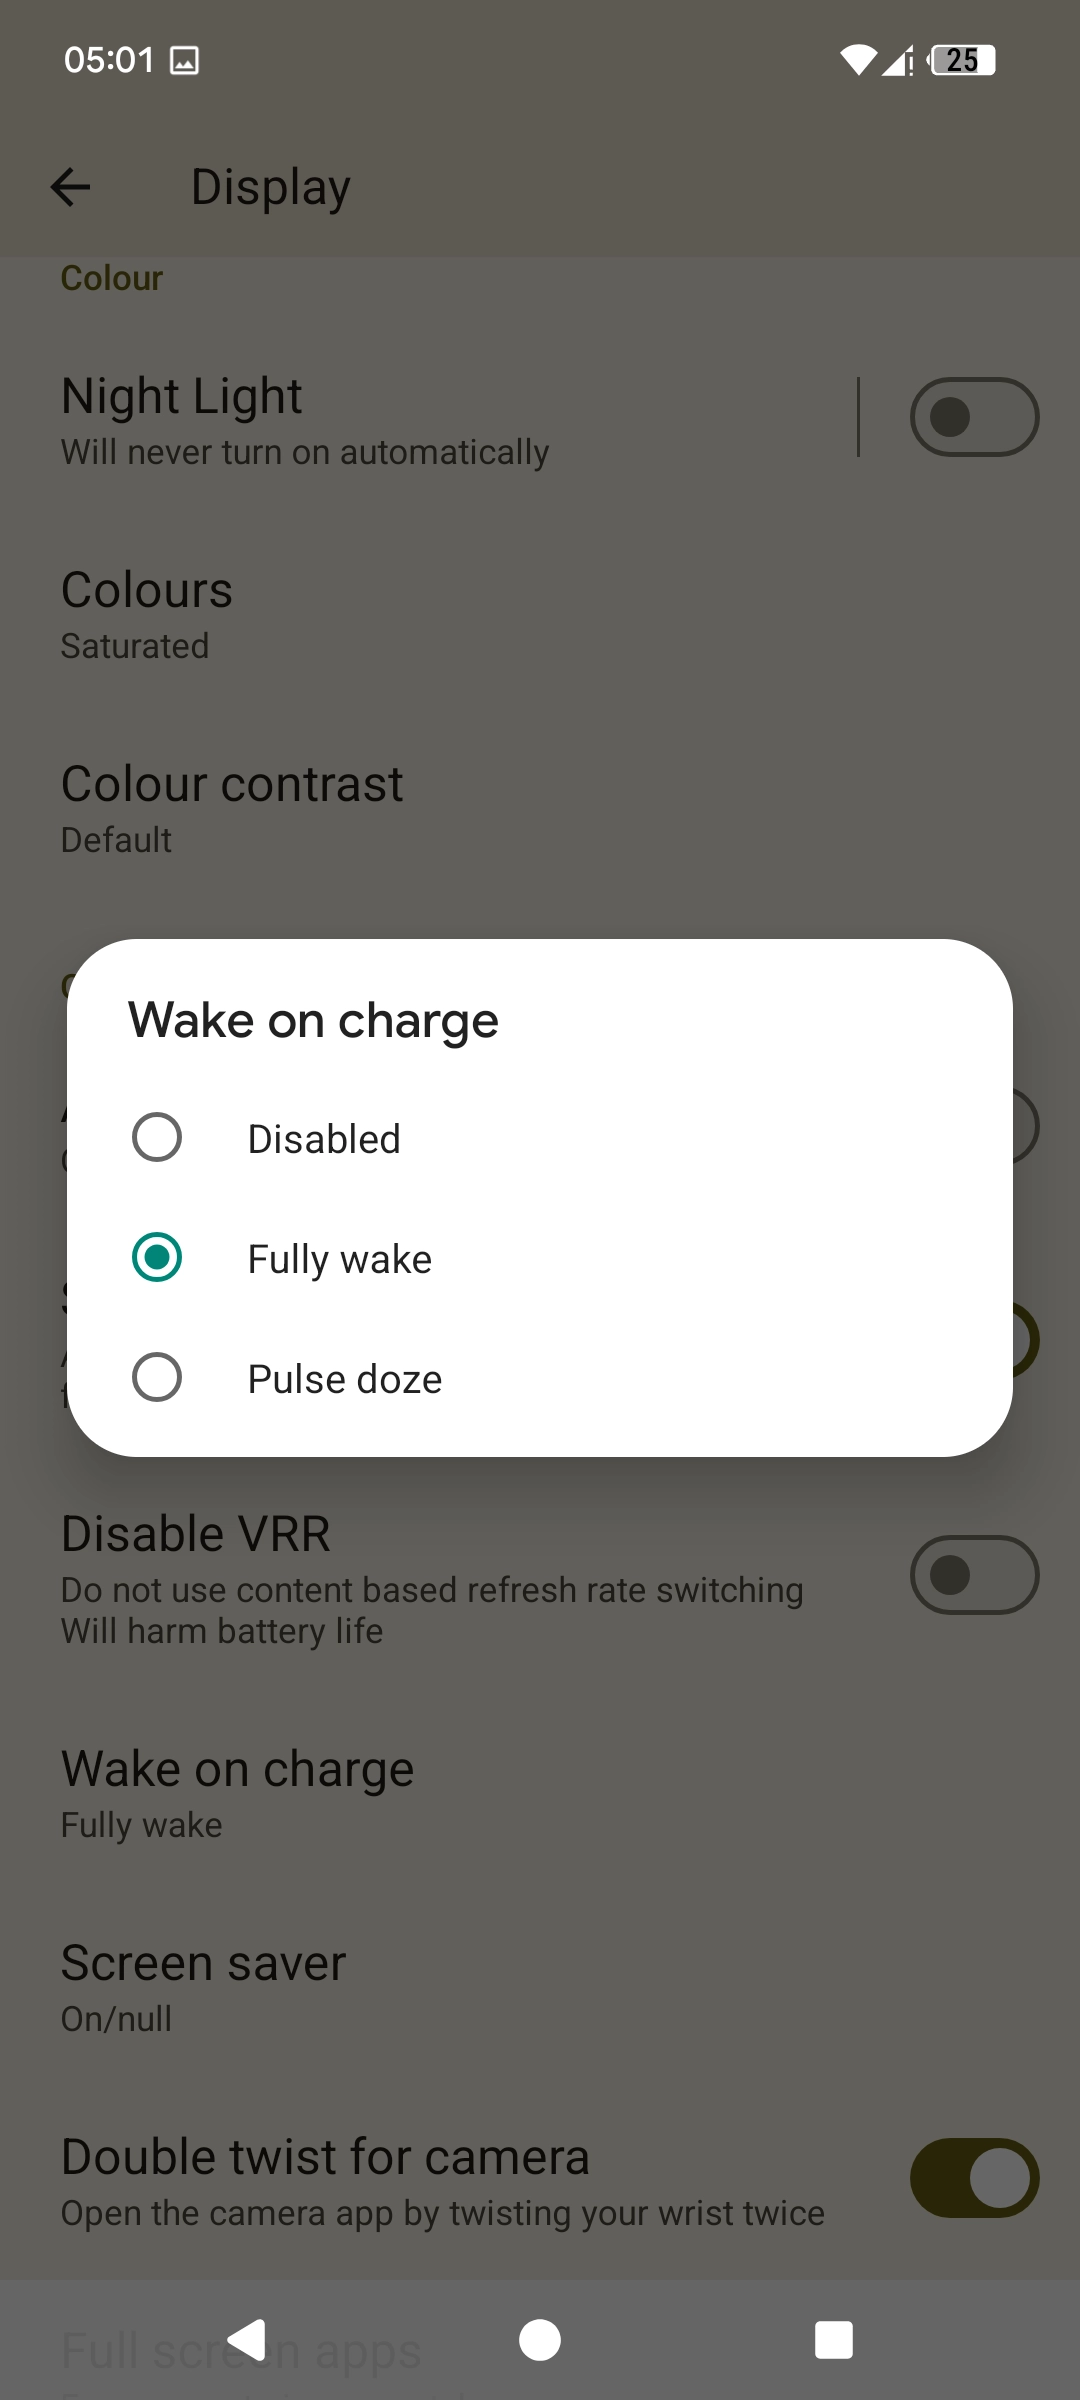 05:01
25
Display
Colour
Night Light
Will never turn on automatically
Colours
Saturated
Colour contrast
Default
Wake on charge
Disabled
Fully wake
Pulse doze
Disable VRR
Do not use content based refresh rate switching
Will harm battery life
Wake on charge
Fully wake
Screen saver
On/null
Double twist for camera
Open the camera app by twisting your wrist twice
Full screen apps